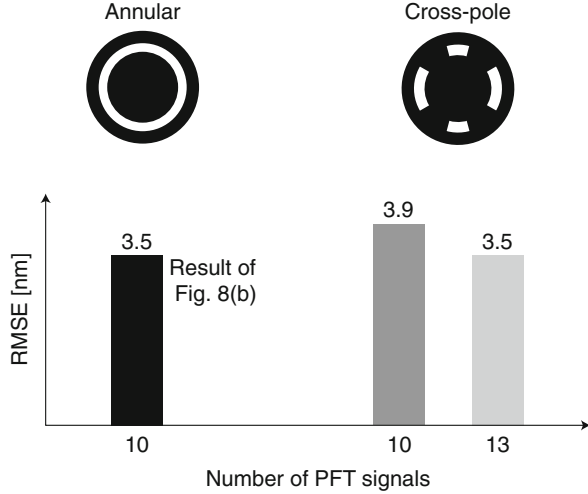 Annular
Cross-pole
RMSE [nm]
3.5
Result of
Fig. 8(b)
3.9
3.5
10
10
13
Number of PFT signals